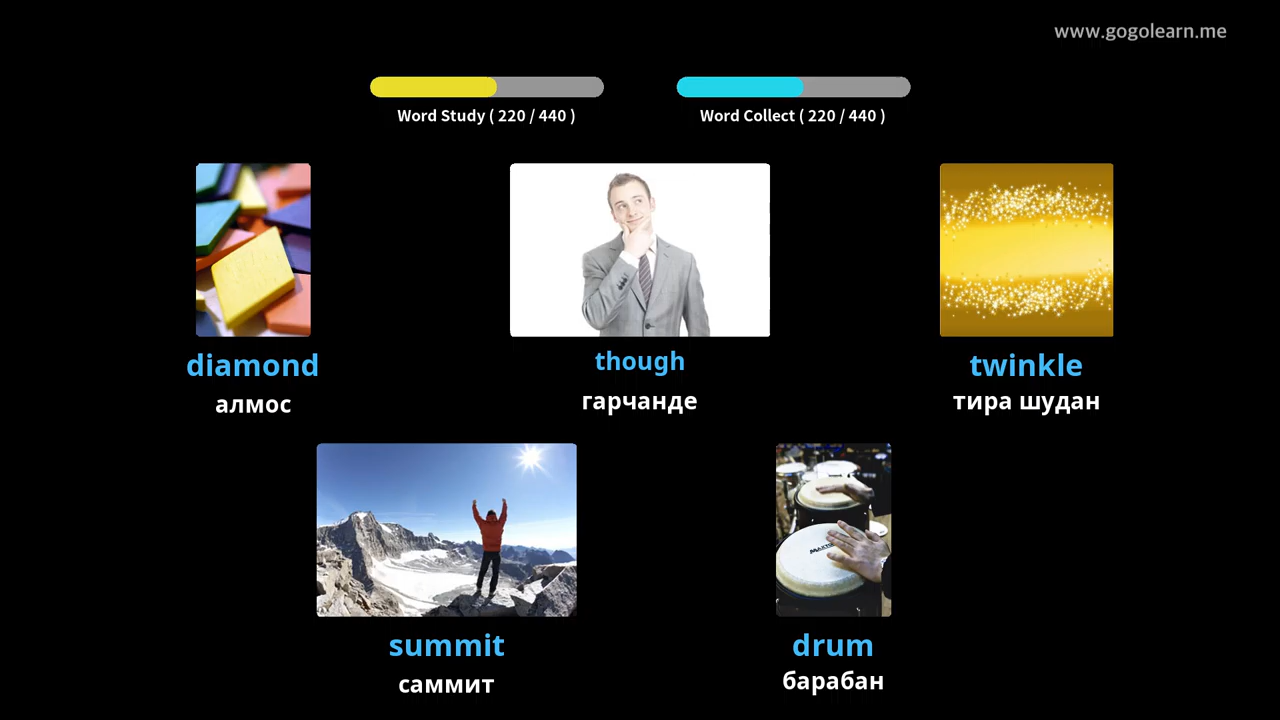 www.gogolearn.me
Word Study ( 220 / 440 )
Word Collect ( 220 / 440 )
diamond
алмос
though
гарчанде
twinkle
тира шудан
summit
саммит
drum
барабан